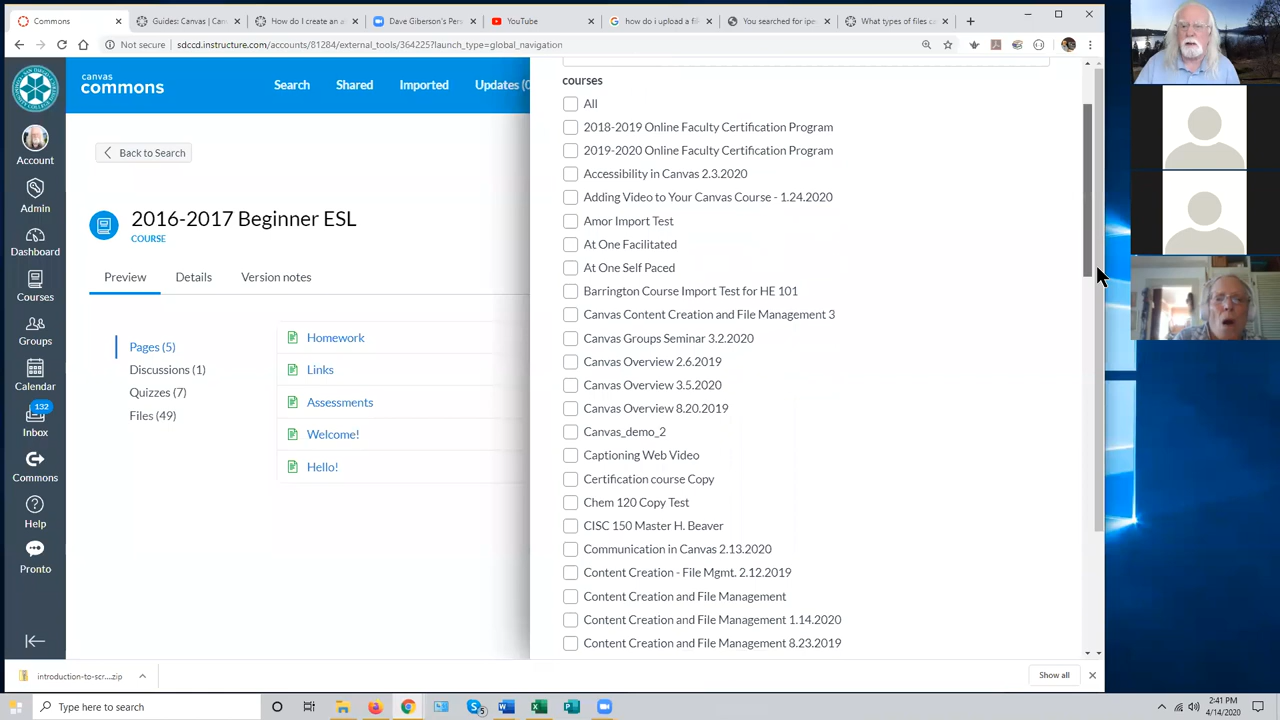 Commons
Guides: Canvas | Can
How do I create an a
Dave Giberson's Pers
YouTube
how do i upload a fil
You searched for ipe
What types of files ca
Not secure
sdccd.instructure.com/accounts/81284/external_tools/364225?launch_type=global_navigation
canvas
commons
Search
Shared
Imported
Updates (0
Account
Admin
Dashboard
Courses
Groups
Calendar
132
Inbox
Commons
Help
Pronto
Back to Search
2016-2017 Beginner ESL
COURSE
Preview
Details
Version notes
Pages (5)
Discussions (1)
Quizzes (7)
Files (49)
Homework
Links
Assessments
Welcome!
Hello!
courses
All
2018-2019 Online Faculty Certification Program
2019-2020 Online Faculty Certification Program
Accessibility in Canvas 2.3.2020
Adding Video to Your Canvas Course - 1.24.2020
Amor Import Test
At One Facilitated
At One Self Paced
Barrington Course Import Test for HE 101
Canvas Content Creation and File Management 3
Canvas Groups Seminar 3.2.2020
Canvas Overview 2.6.2019
Canvas Overview 3.5.2020
Canvas Overview 8.20.2019
Canvas_demo_2
Captioning Web Video
Certification course Copy
Chem 120 Copy Test
CISC 150 Master H. Beaver
Communication in Canvas 2.13.2020
Content Creation - File Mgmt. 2.12.2019
Content Creation and File Management
Content Creation and File Management 1.14.2020
Content Creation and File Management 8.23.2019
introduction-to-scr....zip
Show all
Type here to search
5
2:41 PM
4/14/2020